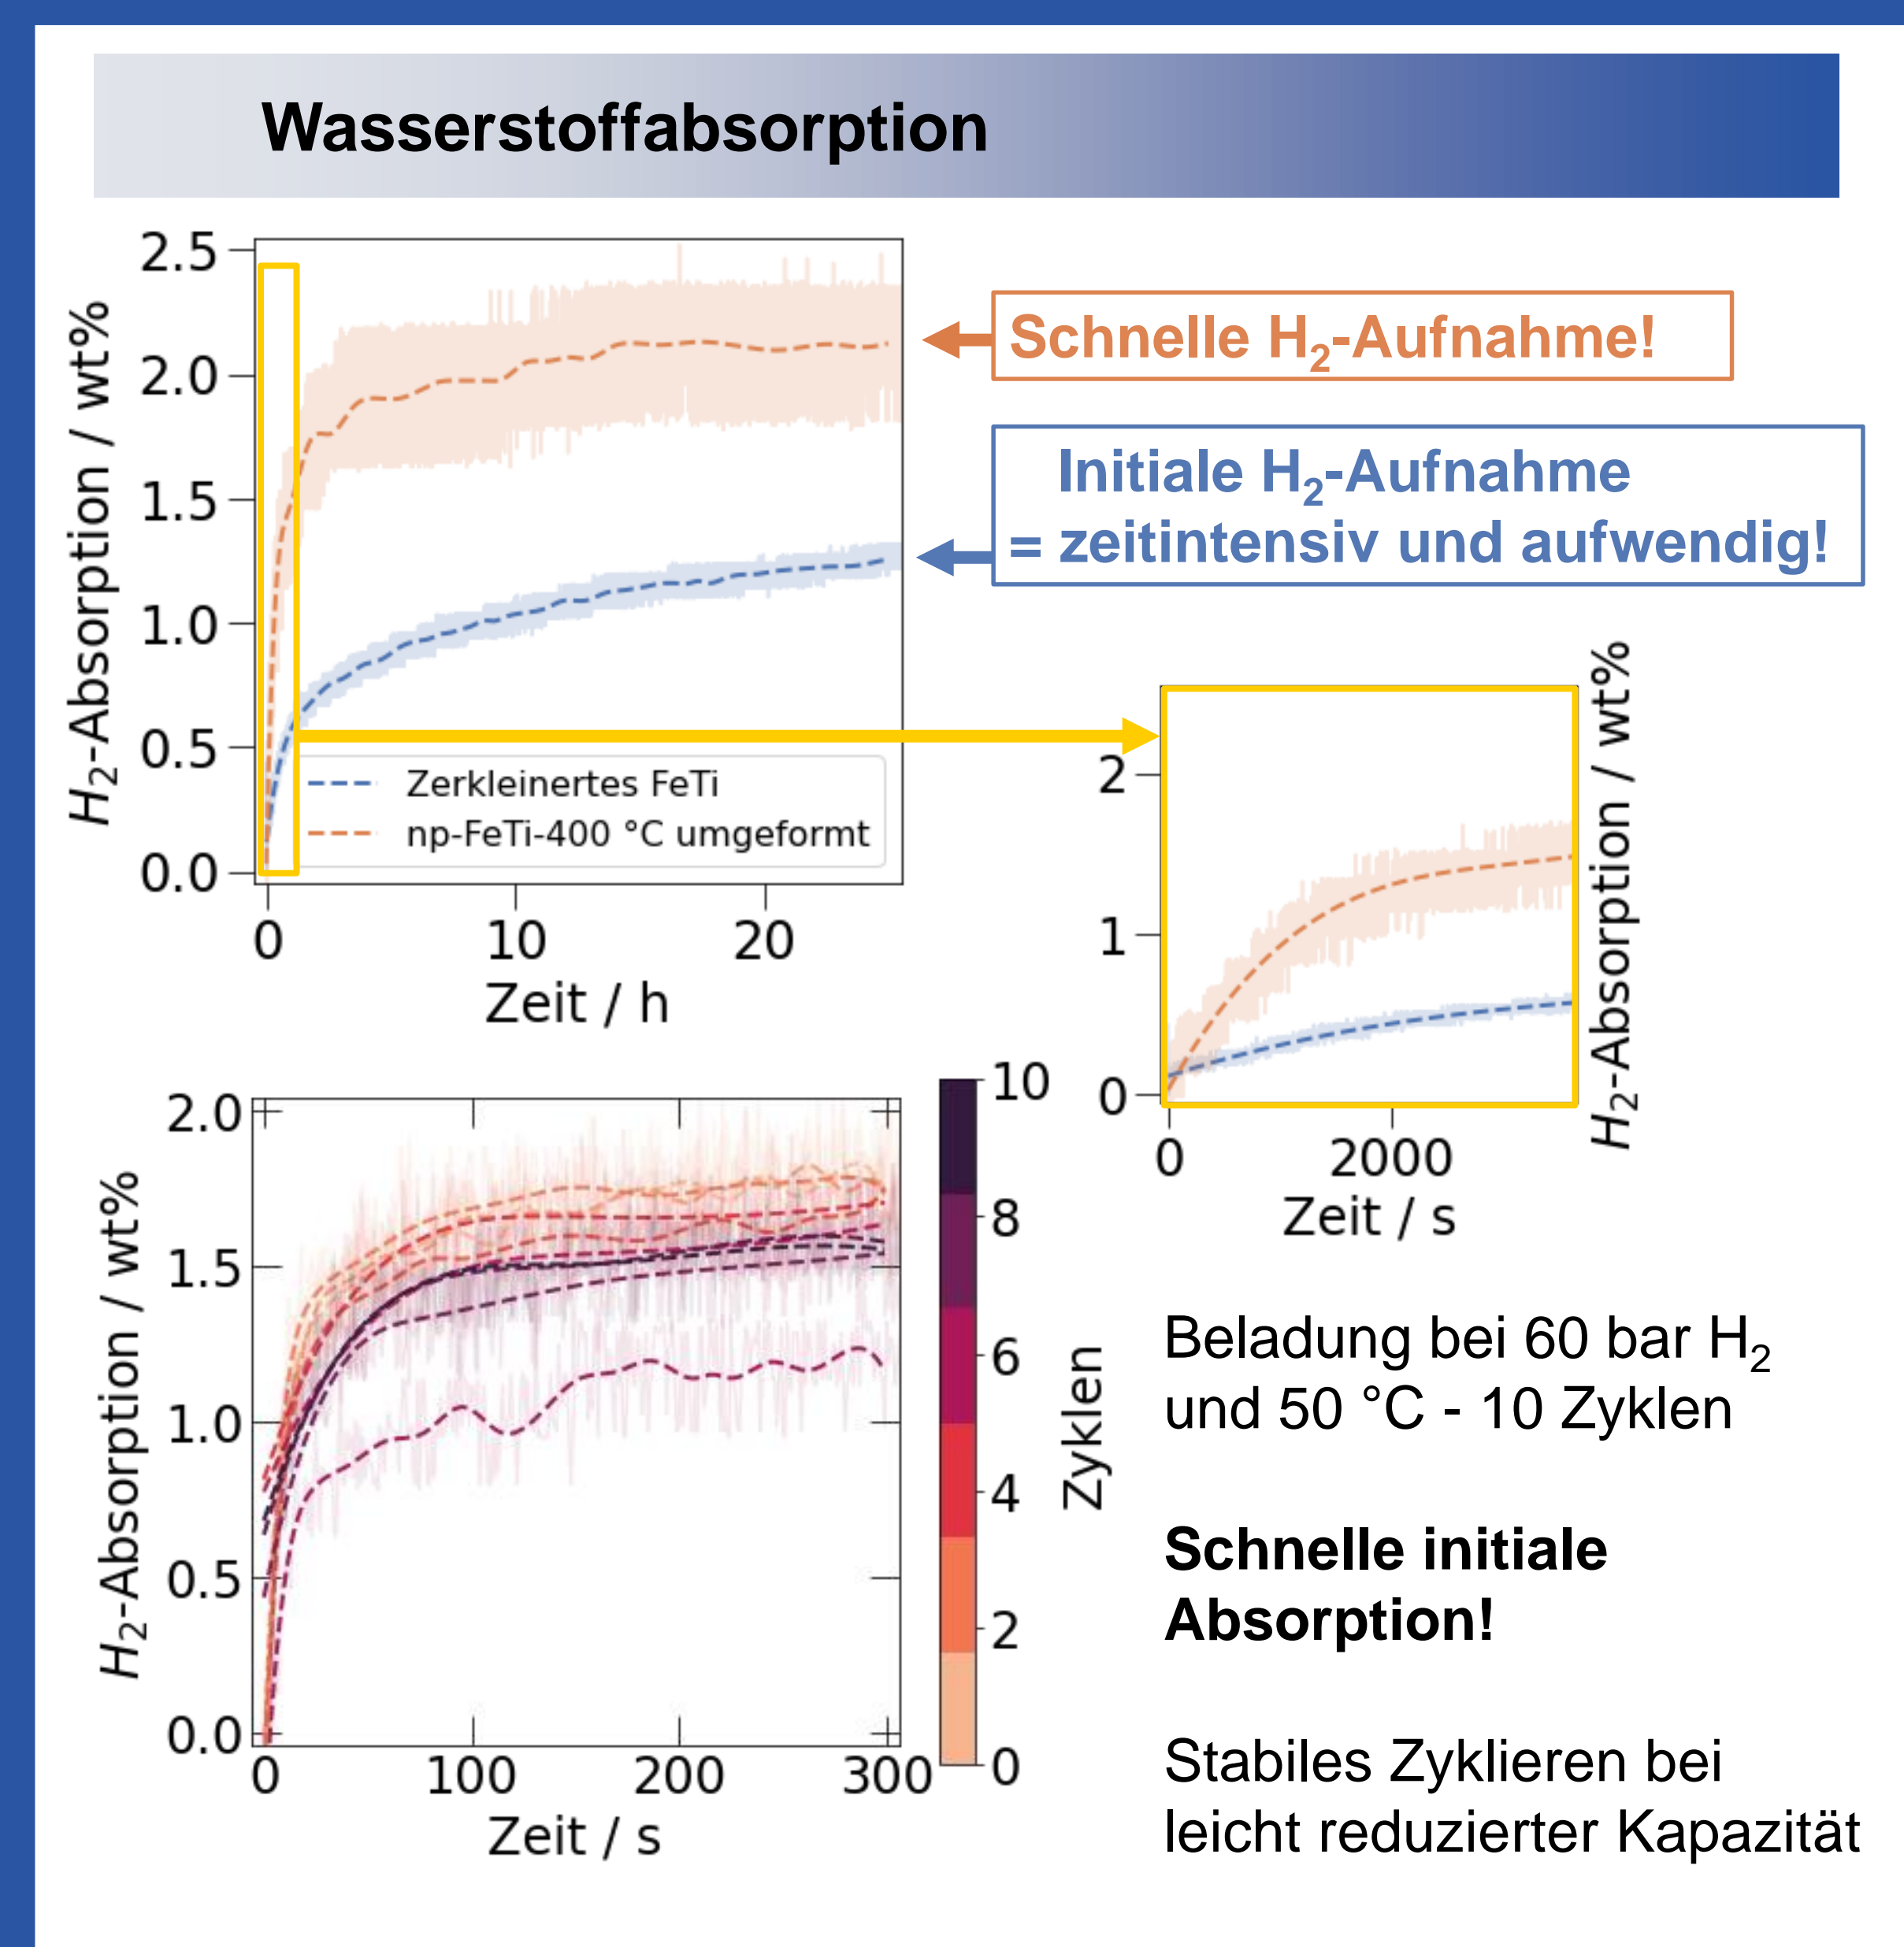 Wasserstoffabsorption
2.5
2.0
1.5
1.0
0.5
0.0
H₂-Absorption / wt%
0
10
20
Zeit / h
Zerkleinertes FeTi
np-FeTi-400 °C umgeformt
Schnelle H₂-Aufnahme!
Initiale H₂-Aufnahme
= zeitintensiv und aufwendig!
2
1
0
H₂-Absorption / wt%
0
2000
Zeit / s
2.0
1.5
1.0
0.5
0.0
H₂-Absorption / wt%
0
100
200
300
Zeit / s
10
8
6
4
2
0
Zyklen
Beladung bei 60 bar H₂
und 50 °C - 10 Zyklen
Schnelle initiale
Absorption!
Stabiles Zyklieren bei
leicht reduzierter Kapazität